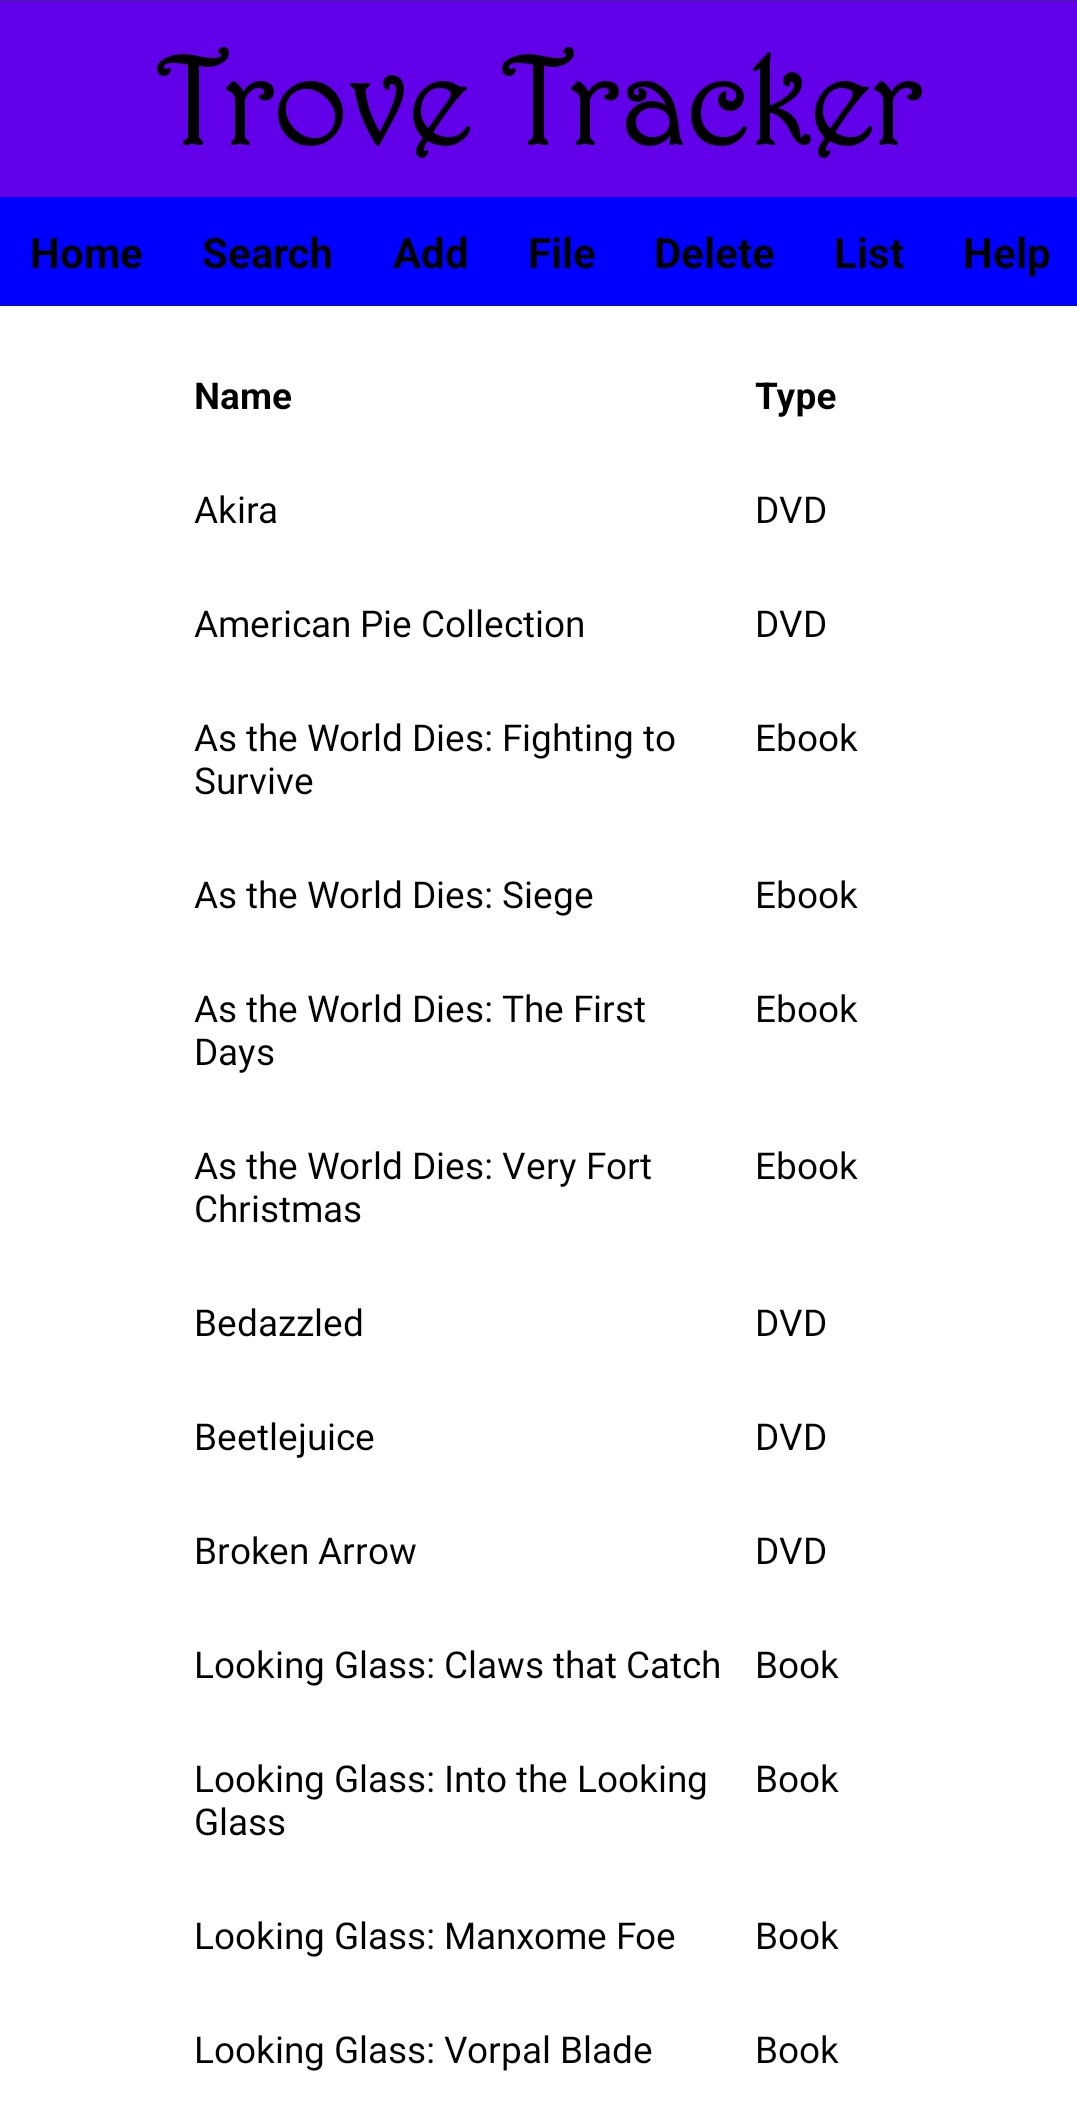 Trove Tracker
Home Search Add File Delete List Help
Name Type
Akira DVD
American Pie Collection DVD
As the World Dies: Fighting to Ebook
Survive
As the World Dies: Siege Ebook
As the World Dies: The First Ebook
Days
As the World Dies: Very Fort Ebook
Christmas
Bedazzled DVD
Beetlejuice DVD
Broken Arrow DVD
Looking Glass: Claws that Catch Book
Looking Glass: Into the Looking Book
Glass
Looking Glass: Manxome Foe Book
Looking Glass: Vorpal Blade Book